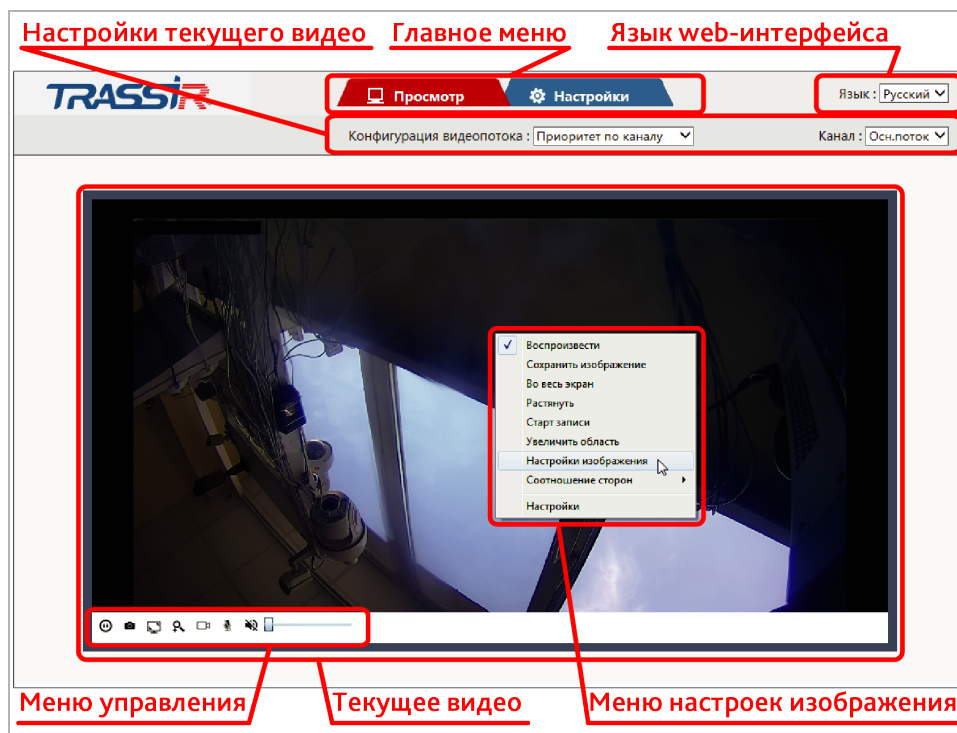 Настройки текущего видео Главное меню Язык web-интерфейса
TRASSIR Просмотр Настройки Язык : Русский
Конфигурация видеопотока : Приоритет по каналу Канал : Осн.поток
Воспроизвести
Сохранить изображение
Во весь экран
Растянуть
Старт записи
Увеличить область
Настройки изображения
Соотношение сторон
Настройки
Меню управления Текущее видео Меню настроек изображения